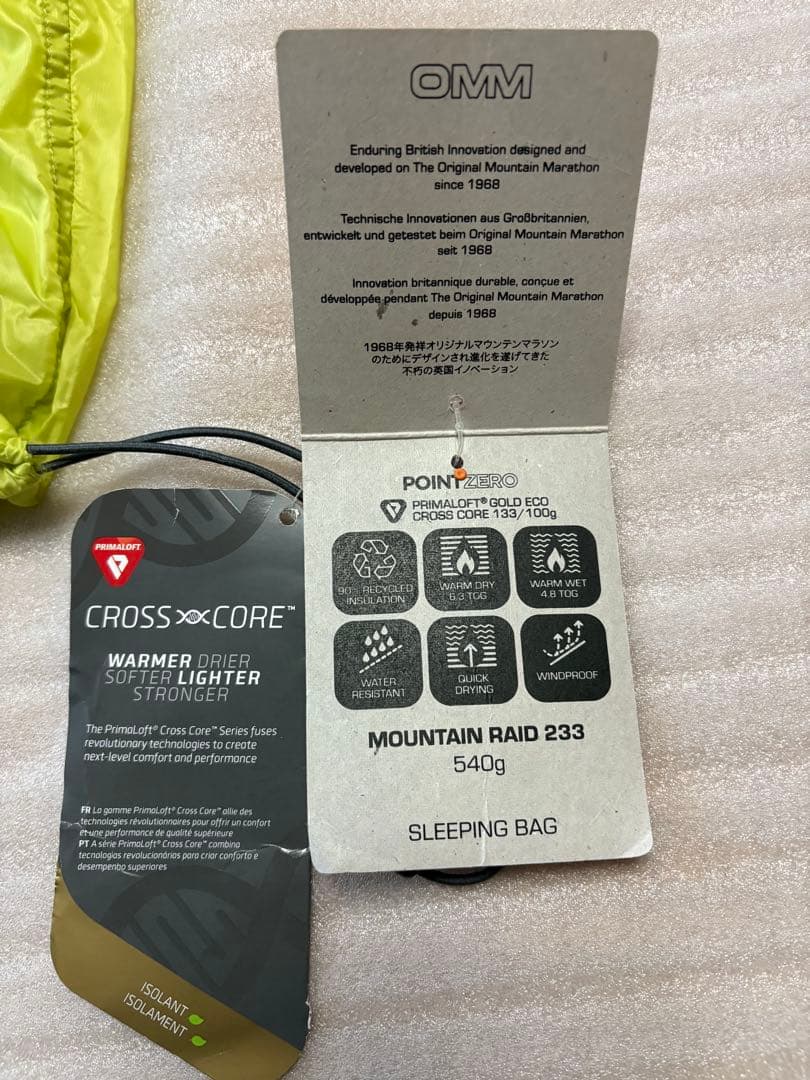 OMM
Enduring British Innovation designed and
developed on The Original Mountain Marathon
since 1968
Technische Innovationen aus Großbritannien,
entwickelt und getestet beim Original Mountain Marathon
seit 1968
Innovation britannique durable, conçue et
développée pendant The Original Mountain Marathon
depuis 1968
1968年発祥オリジナルマウンテンマラソン
のためにデザインされ進化を遂げてきた
不朽の英国イノベーション
POINTZERO
PRIMALOFT® GOLD ECO
CROSS CORE 133/100g
90% RECYCLED
INSULATION
WARM DRY
6.3 TOG
WARM WET
4.8 TOG
WATER
RESISTANT
QUICK
DRYING
WINDPROOF
MOUNTAIN RAID 233
540g
SLEEPING BAG
PRIMALOFT
CROSS CORE™
WARMER DRIER
SOFTER LIGHTER
STRONGER
The PrimaLoft® Cross Core™ Series fuses
revolutionary technologies to create
next-level comfort and performance
FR La gamme PrimaLoft® Cross Core™ allie des
technologies révolutionnaires pour offrir un confort
et une performance de qualité supérieure
PT A série PrimaLoft® Cross Core™ combina
tecnologias revolucionárias para criar conforto e
desempenho superiores
ISOLANT
ISOLAMENT